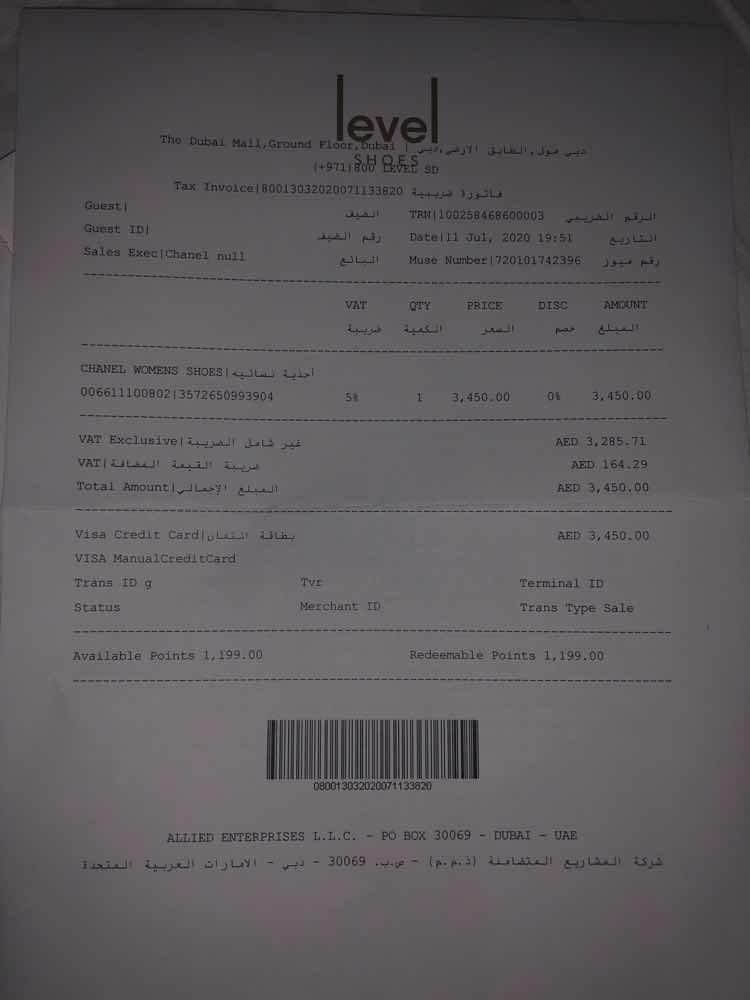 level
SHOES
The Dubai Mall,Ground Floor,Dubai | دبي مول,الطابق الارضي,دبي
(+971)800 LEVEL SD
Tax Invoice|80013032020071133820 فاتورة ضريبية
Guest| الضيف TRN|100258468600003 الرقم الضريبي
Guest ID| رقم الضيف Date|11 Jul, 2020 19:51 التاريخ
Sales Exec|Chanel null البائع Muse Number|720101742396 رقم ميوز
VAT QTY PRICE DISC AMOUNT
ضريبة الكمية السعر خصم المبلغ
CHANEL WOMENS SHOES|أحذية نسائيه
006611100802|3572650993904 5% 1 3,450.00 0% 3,450.00
VAT Exclusive|غير شامل الضريبة AED 3,285.71
VAT|ضريبة القيمة المضافة AED 164.29
Total Amount|المبلغ الإجمالي AED 3,450.00
Visa Credit Card|بطاقة ائتمان AED 3,450.00
VISA ManualCreditCard
Trans ID g Tvr Terminal ID
Status Merchant ID Trans Type Sale
Available Points 1,199.00 Redeemable Points 1,199.00
080013032020071133820
ALLIED ENTERPRISES L.L.C. - PO BOX 30069 - DUBAI - UAE
شركة المشاريع المتضامنة (ذ.م.م) - ص.ب. 30069 - دبي - الامارات العربية المتحدة